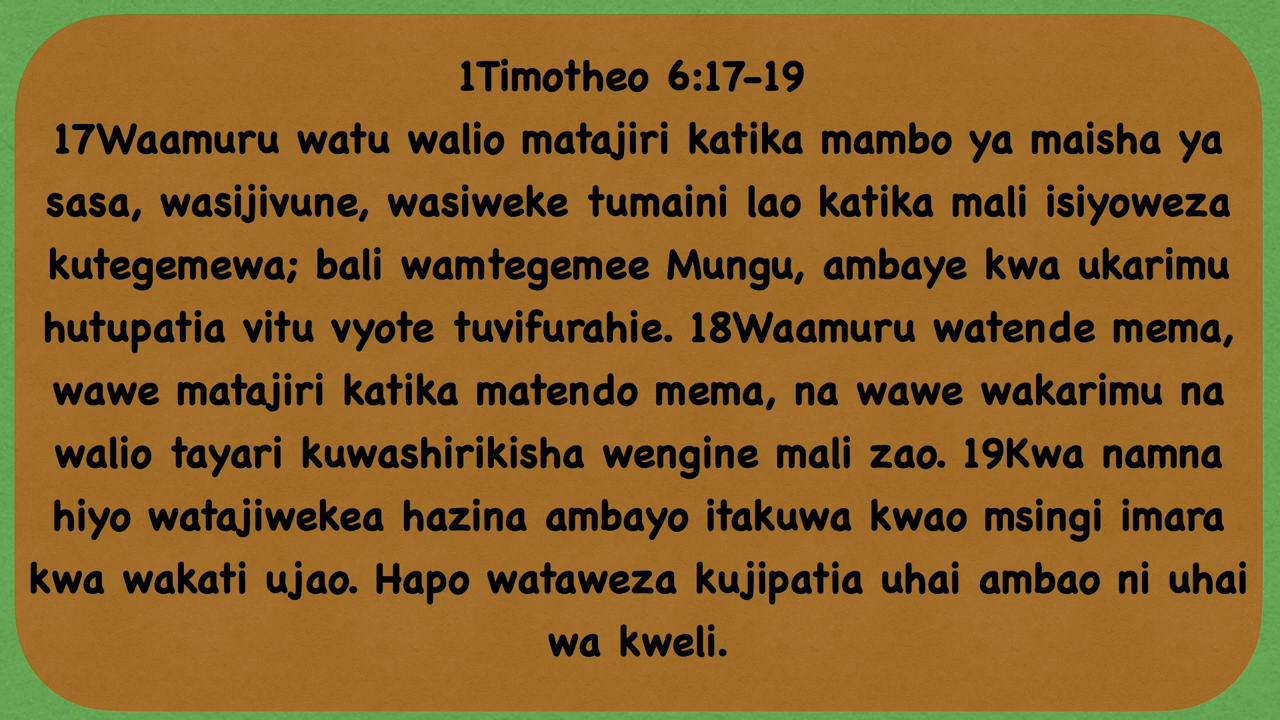 1Timotheo 6:17-19
17Waamuru watu walio matajiri katika mambo ya maisha ya
sasa, wasijivune, wasiweke tumaini lao katika mali isiyoweza
kutegemewa; bali wamtegemee Mungu, ambaye kwa ukarimu
hutupatia vitu vyote tuvifurahie. 18Waamuru watende mema,
wawe matajiri katika matendo mema, na wawe wakarimu na
walio tayari kuwashirikisha wengine mali zao. 19Kwa namna
hiyo watajiwekea hazina ambayo itakuwa kwao msingi imara
kwa wakati ujao. Hapo wataweza kujipatia uhai ambao ni uhai
wa kweli.